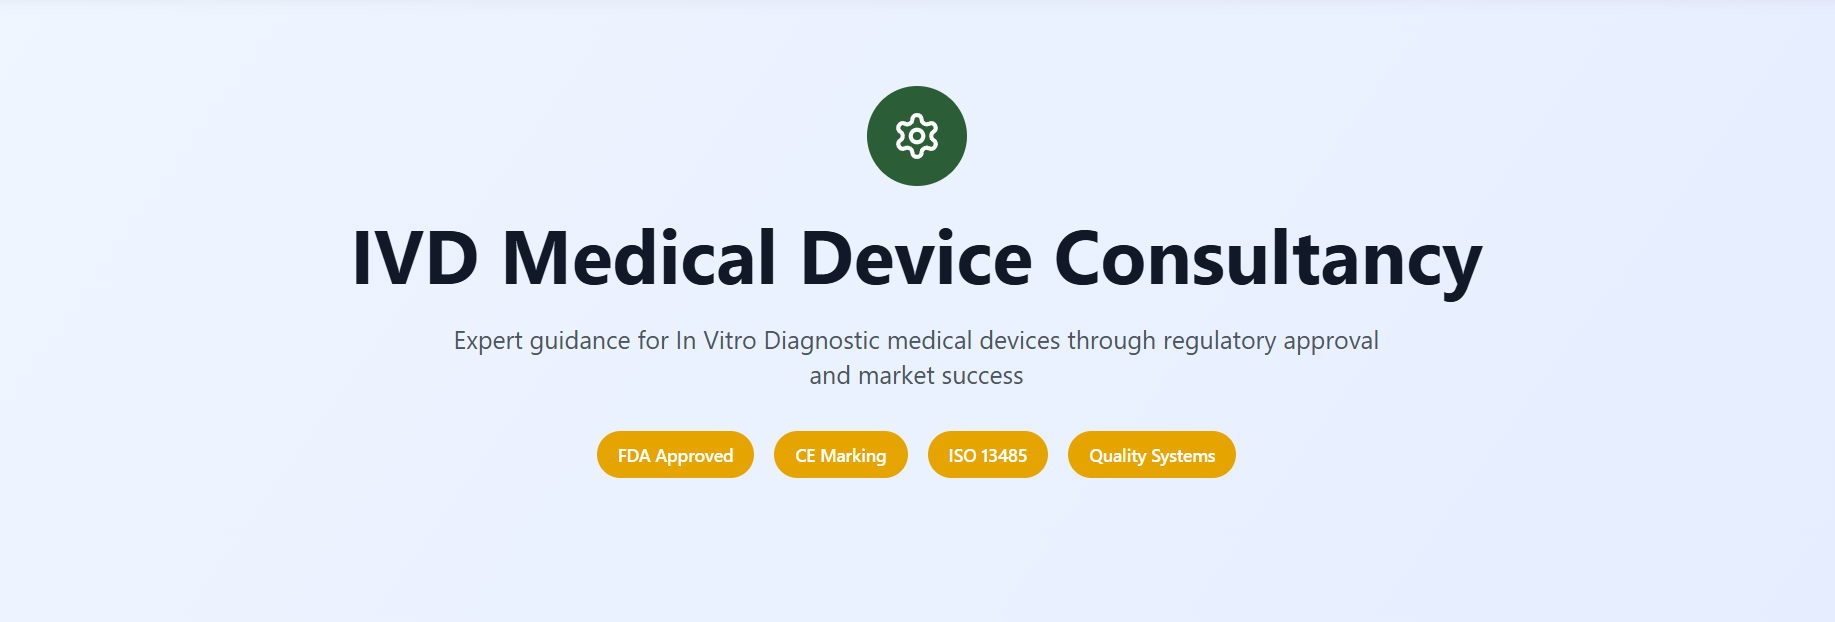 IVD Medical Device Consultancy
Expert guidance for In Vitro Diagnostic medical devices through regulatory approval
and market success
FDA Approved
CE Marking
ISO 13485
Quality Systems